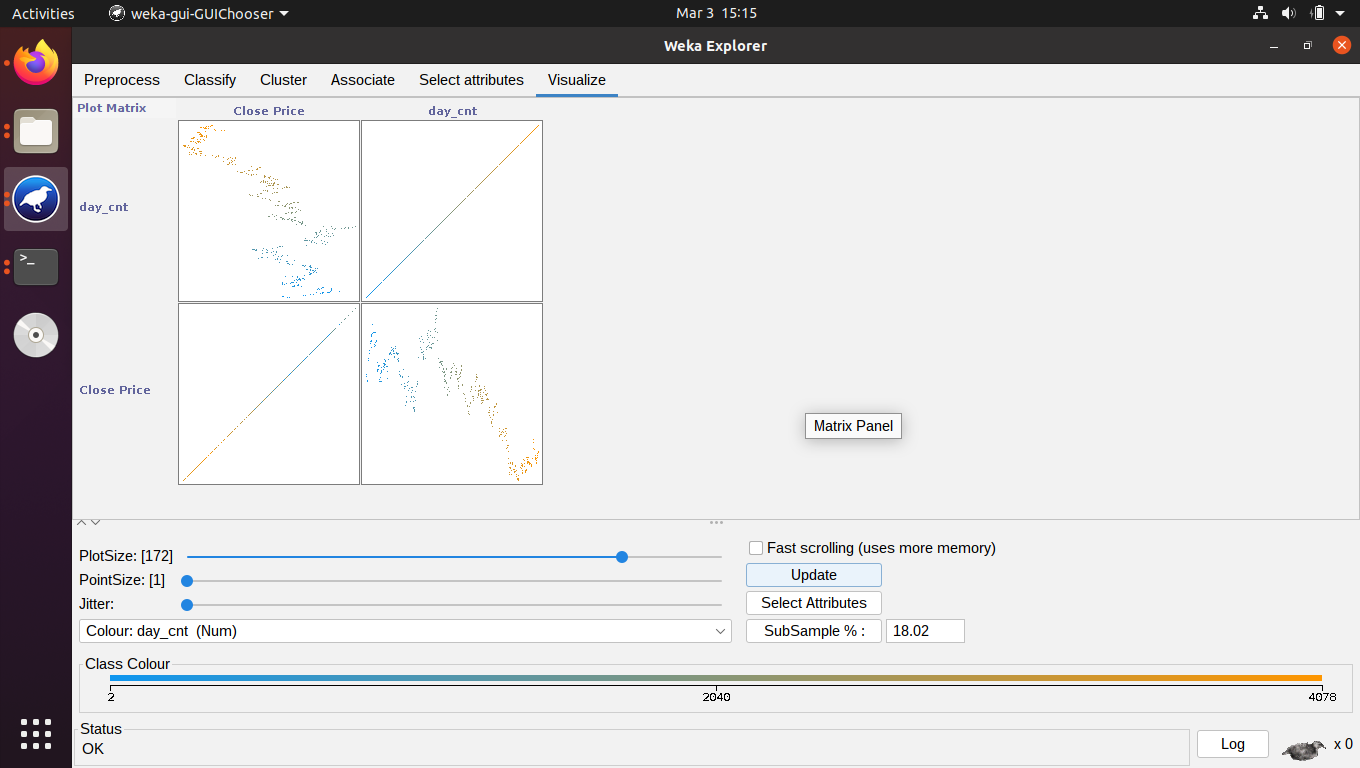 Activities
weka-gui-GUIChooser
Mar 3 15:15
Weka Explorer
Preprocess
Classify
Cluster
Associate
Select attributes
Visualize
Plot Matrix
Close Price
day_cnt
day_cnt
Close Price
Matrix Panel
PlotSize: [172]
PointSize: [1]
Jitter:
Colour: day_cnt (Num)
Fast scrolling (uses more memory)
Update
Select Attributes
SubSample % :
18.02
Class Colour
2
2040
4078
Status
OK
Log
x 0
>_